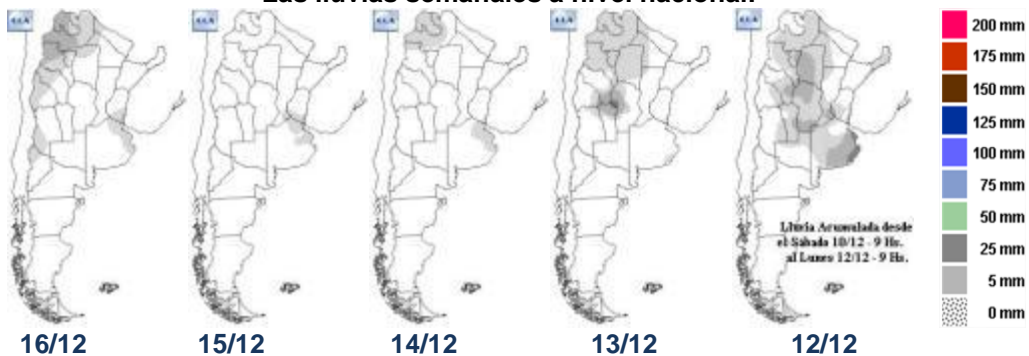 Las lluvias semanales a nivel nacional:
200 mm
175 mm
150 mm
125 mm
100 mm
75 mm
50 mm
25 mm
5 mm
0 mm
Lluvia Acumulada desde
el Sábado 10/12 - 9 Hs.
al Lunes 12/12 - 9 Hs.
16/12
15/12
14/12
13/12
12/12